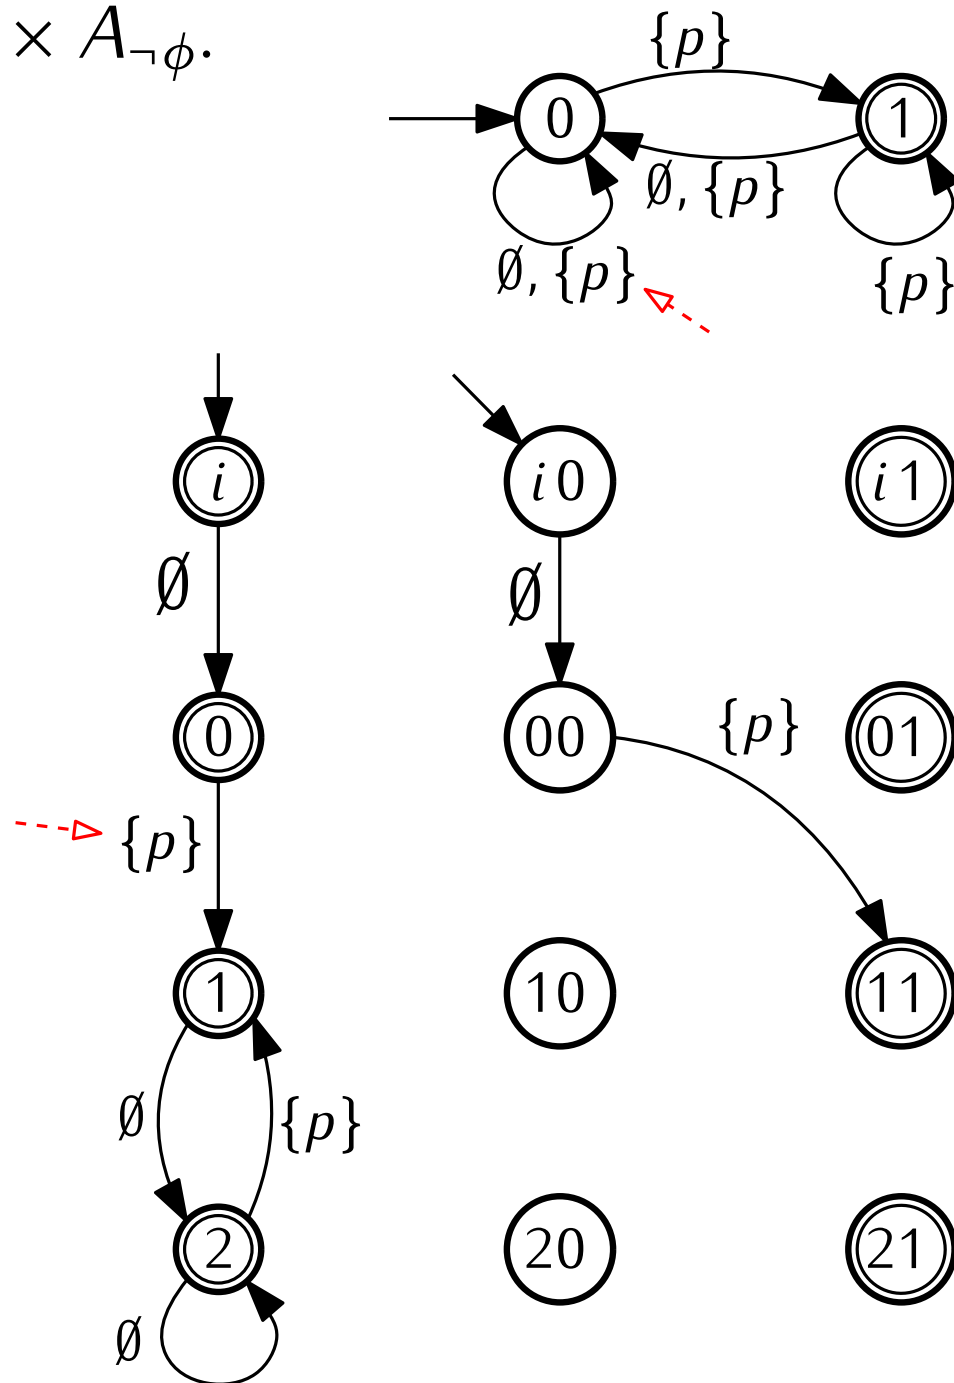 × A¬ϕ.
{p}
0
1
∅, {p}
∅, {p}
{p}
i
i0
i1
∅
∅
0
00
{p}
01
{p}
1
10
11
∅
{p}
2
20
21
∅